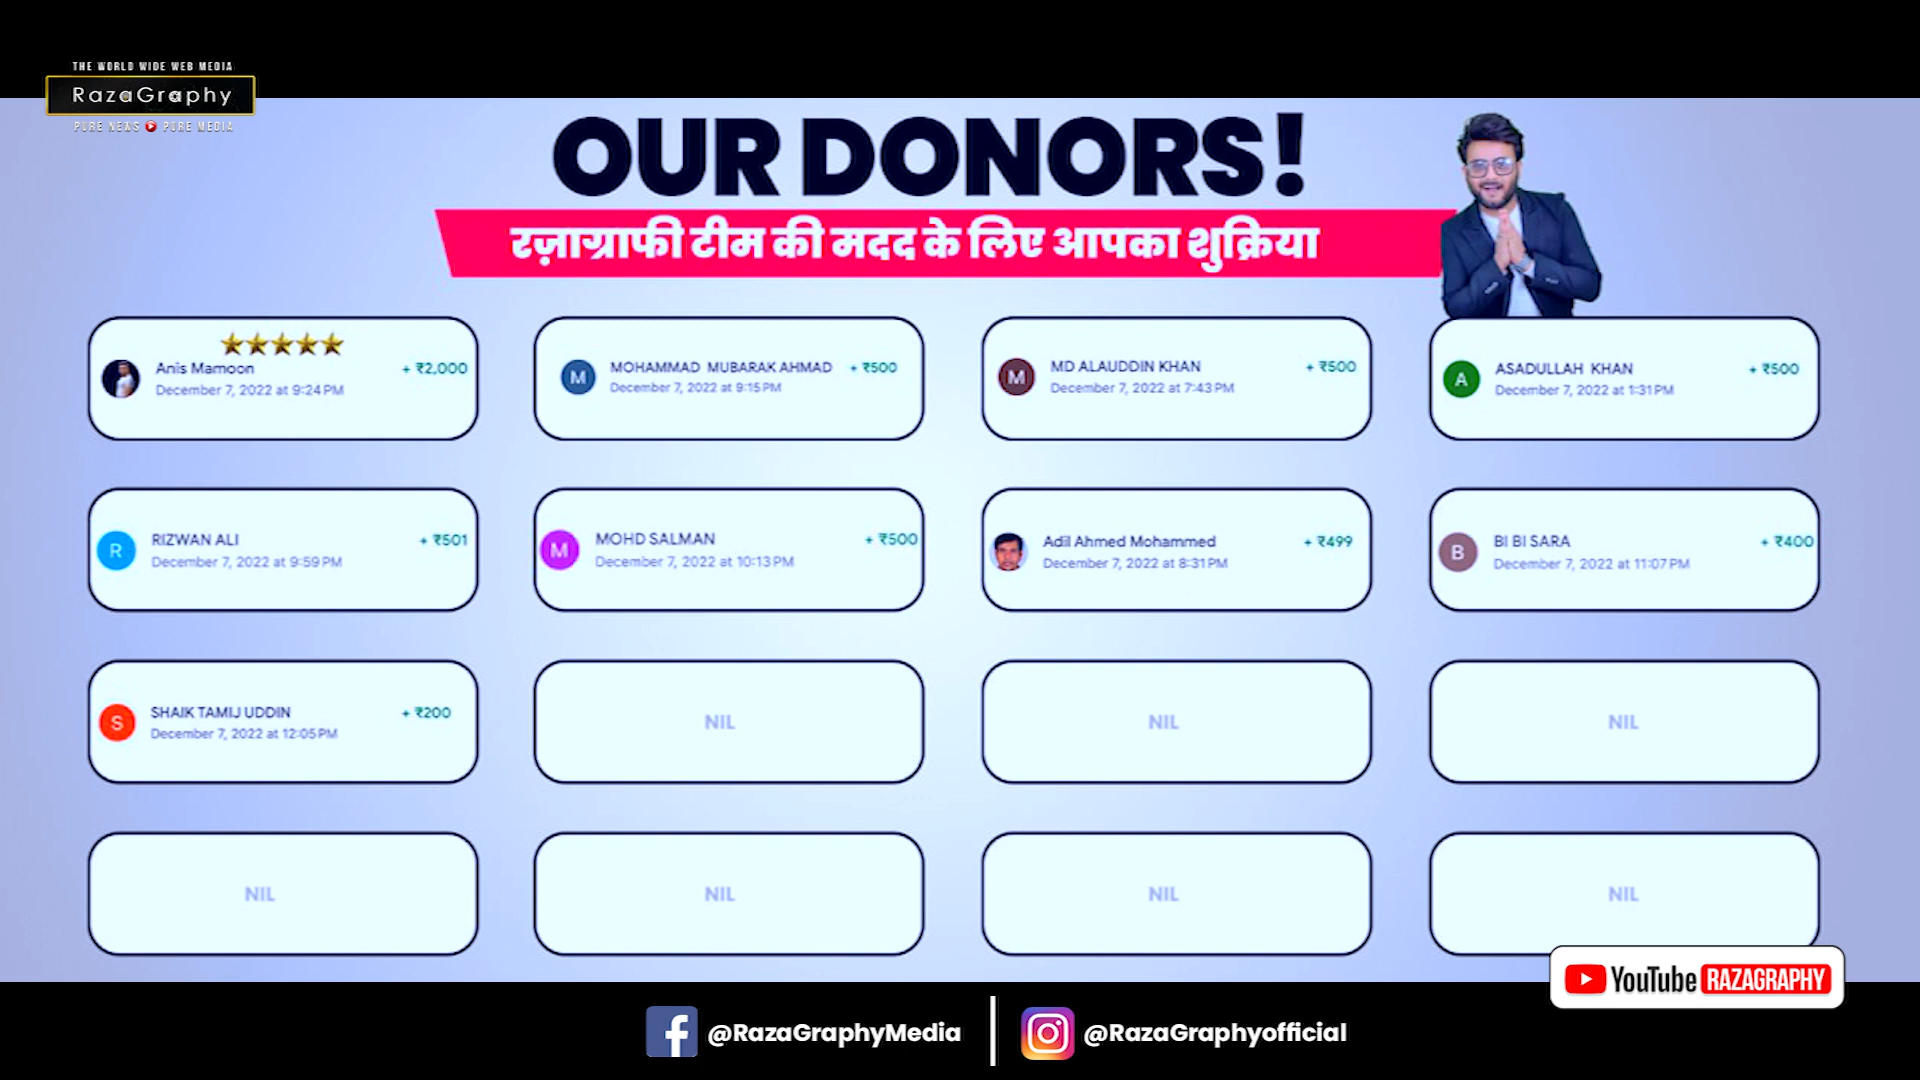 THE WORLD WIDE WEB MEDIA
RazaGraphy
PURE NEWS PURE MEDIA
OUR DONORS!
रज़ाग्राफी टीम की मदद के लिए आपका शुक्रिया
Anis Mamoon + ₹2,000
December 7, 2022 at 9:24 PM
M
MOHAMMAD MUBARAK AHMAD + ₹500
December 7, 2022 at 9:15 PM
M
MD ALAUDDIN KHAN + ₹500
December 7, 2022 at 7:43 PM
A
ASADULLAH KHAN + ₹500
December 7, 2022 at 1:31 PM
R
RIZWAN ALI + ₹501
December 7, 2022 at 9:59 PM
M
MOHD SALMAN + ₹500
December 7, 2022 at 10:13 PM
Adil Ahmed Mohammed + ₹499
December 7, 2022 at 8:31 PM
B
BI BI SARA + ₹400
December 7, 2022 at 11:07 PM
S
SHAIK TAMIJ UDDIN + ₹200
December 7, 2022 at 12:05 PM
NIL
NIL
NIL
NIL
NIL
NIL
NIL
YouTube RAZAGRAPHY
@RazaGraphyMedia
@RazaGraphyofficial